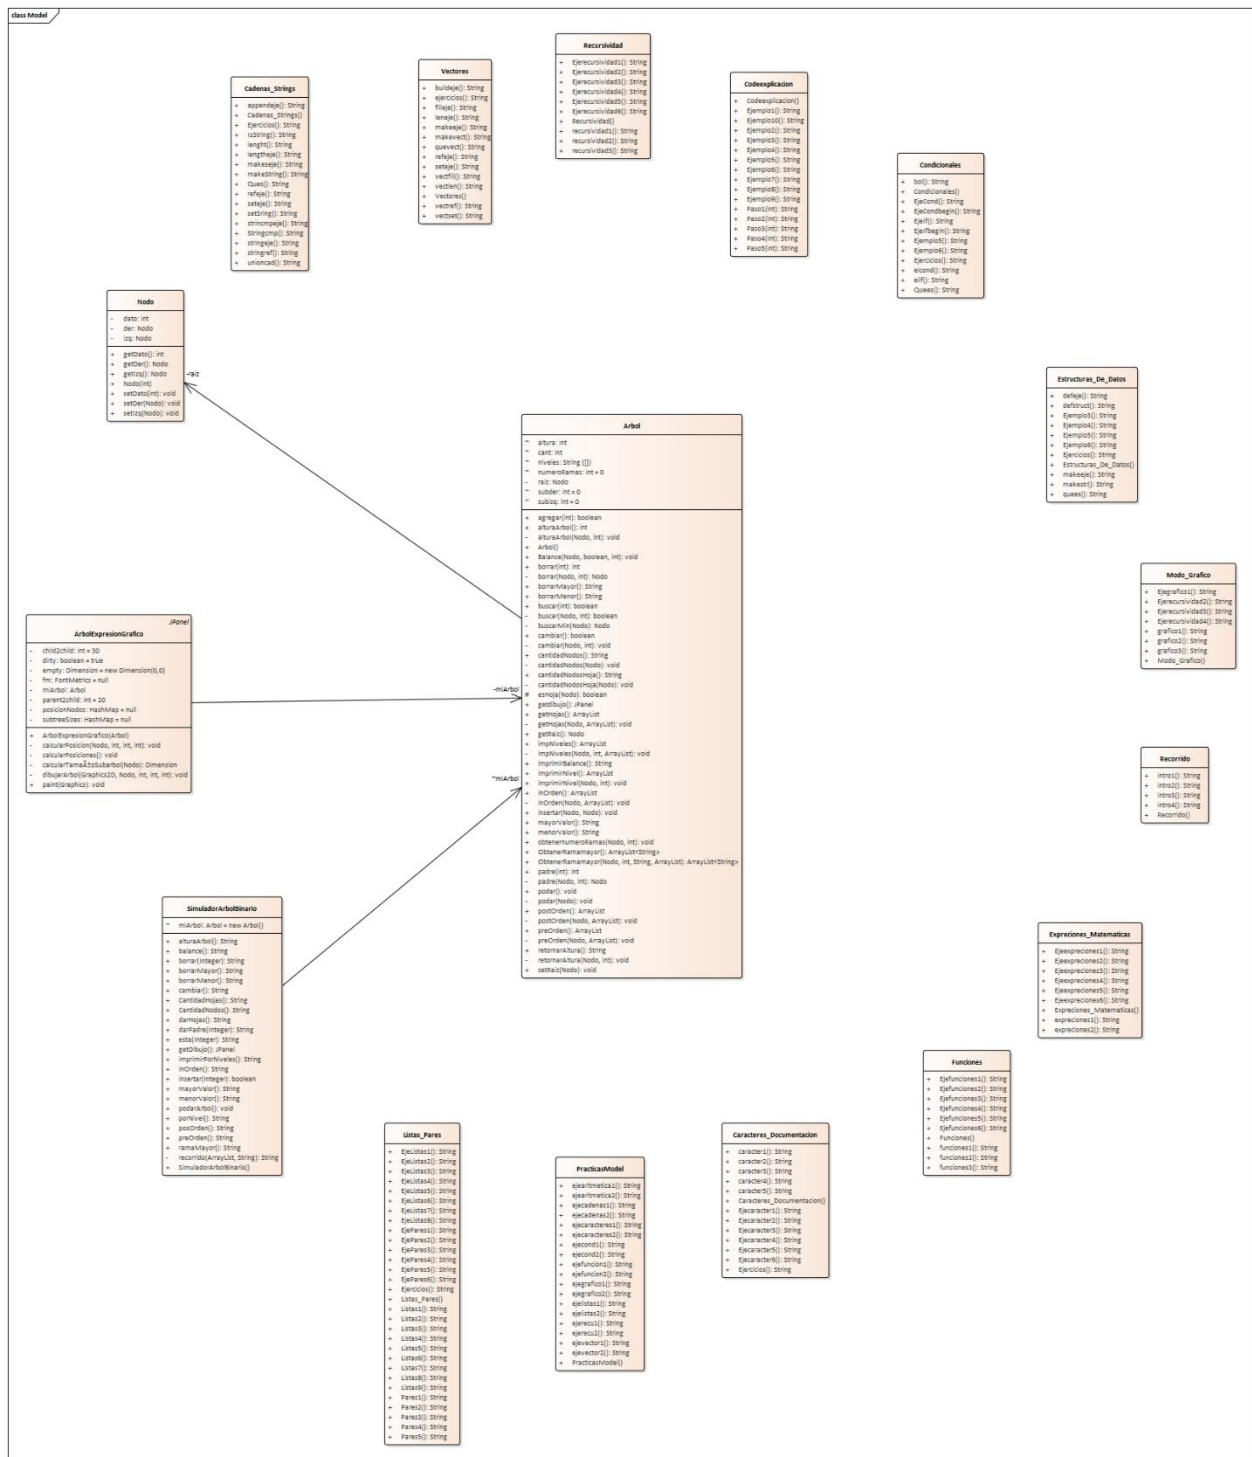 class Model
Recursividad
+ Ejerecursividad1(): String
+ Ejerecursividad2(): String
+ Ejerecursividad3(): String
+ Ejerecursividad4(): String
+ Ejerecursividad5(): String
+ Ejerecursividad6(): String
+ Recursividad()
+ recursividad1(): String
+ recursividad2(): String
+ recursividad3(): String
Vectores
+ buildeje(): String
+ ejercicios(): String
+ filleje(): String
+ leneje(): String
+ makeeje(): String
+ makevect(): String
+ quevect(): String
+ refeje(): String
+ seteje(): String
+ vectfil(): String
+ vectlen(): String
+ Vectores()
+ vectref(): String
+ vectset(): String
Cadenas_Strings
+ appendeje(): String
+ Cadenas_Strings()
+ Ejercicios(): String
+ IsString(): String
+ lenght(): String
+ lengtheje(): String
+ makeseje(): String
+ makeString(): String
+ Ques(): String
+ refeje(): String
+ seteje(): String
+ setSring(): String
+ strincmpeje(): String
+ Stringcmp(): String
+ stringeje(): String
+ stringref(): String
+ unioncad(): String
Codeexplicacion
+ Codeexplicacion()
+ Ejemplo1(): String
+ Ejemplo10(): String
+ Ejemplo2(): String
+ Ejemplo3(): String
+ Ejemplo4(): String
+ Ejemplo5(): String
+ Ejemplo6(): String
+ Ejemplo7(): String
+ Ejemplo8(): String
+ Ejemplo9(): String
+ Paso1(int): String
+ Paso2(int): String
+ Paso3(int): String
+ Paso4(int): String
+ Paso5(int): String
Condicionales
+ bol(): String
+ Condicionales()
+ EjeCond(): String
+ EjeCondbegin(): String
+ EjeIf(): String
+ Ejeifbegin(): String
+ Ejemplo5(): String
+ Ejemplo6(): String
+ Ejercicios(): String
+ elcond(): String
+ elif(): String
+ Quees(): String
Nodo
- dato: int
- der: Nodo
- izq: Nodo
+ getDato(): int
+ getDer(): Nodo
+ getIzq(): Nodo
+ Nodo(int)
+ setDato(int): void
+ setDer(Nodo): void
+ setIzq(Nodo): void
-raiz
Estructuras_De_Datos
+ defeje(): String
+ defstruct(): String
+ Ejemplo3(): String
+ Ejemplo4(): String
+ Ejemplo5(): String
+ Ejemplo6(): String
+ Ejercicios(): String
+ Estructuras_De_Datos()
+ makeeje(): String
+ makestr(): String
+ quees(): String
Arbol
~ altura: int
~ cant: int
~ niveles: String ([])
~ numeroRamas: int = 0
- raiz: Nodo
~ subder: int = 0
~ subizq: int = 0
+ agregar(int): boolean
+ alturaArbol(): int
- alturaArbol(Nodo, int): void
+ Arbol()
+ Balance(Nodo, boolean, int): void
+ borrar(int): int
- borrar(Nodo, int): Nodo
+ borrarMayor(): String
+ borrarMenor(): String
+ buscar(int): boolean
- buscar(Nodo, int): boolean
- buscarMin(Nodo): Nodo
+ cambiar(): boolean
- cambiar(Nodo, int): void
+ cantidadNodos(): String
- cantidadNodos(Nodo): void
+ cantidadNodosHoja(): String
- cantidadNodosHoja(Nodo): void
# esHoja(Nodo): boolean
+ getdibujo(): JPanel
+ getHojas(): ArrayList
- getHojas(Nodo, ArrayList): void
+ getRaiz(): Nodo
+ impNiveles(): ArrayList
- impNiveles(Nodo, int, ArrayList): void
+ imprimirBalance(): String
+ imprimirNivel(): ArrayList
+ imprimirNivel(Nodo, int): void
+ inOrden(): ArrayList
- inOrden(Nodo, ArrayList): void
+ insertar(Nodo, Nodo): void
+ mayorValor(): String
+ menorValor(): String
+ obtenernumeroRamas(Nodo, int): void
+ ObtenerRamamayor(): ArrayList<String>
+ ObtenerRamamayor(Nodo, int, String, ArrayList): ArrayList<String>
+ padre(int): int
- padre(Nodo, int): Nodo
+ podar(): void
- podar(Nodo): void
+ postOrden(): ArrayList
- postOrden(Nodo, ArrayList): void
+ preOrden(): ArrayList
- preOrden(Nodo, ArrayList): void
+ retornarAltura(): String
- retornarAltura(Nodo, int): void
+ setRaiz(Nodo): void
Modo_Grafico
+ Ejegrafico1(): String
+ Ejerecursividad2(): String
+ Ejerecursividad3(): String
+ Ejerecursividad4(): String
+ grafico1(): String
+ grafico2(): String
+ grafico3(): String
+ Modo_Grafico()
JPanel
ArbolExpresionGrafico
- child2child: int = 30
- dirty: boolean = true
- empty: Dimension = new Dimension(0,0)
- fm: FontMetrics = null
- miArbol: Arbol
- parent2child: int = 20
- posicionNodos: HashMap = null
- subtreeSizes: HashMap = null
+ ArbolExpresionGrafico(Arbol)
- calcularPosicion(Nodo, int, int, int): void
- calcularPosiciones(): void
- calcularTamaÃ±oSubarbol(Nodo): Dimension
- dibujarArbol(Graphics2D, Nodo, int, int, int): void
+ paint(Graphics): void
-miArbol
~miArbol
Recorrido
+ intro1(): String
+ intro2(): String
+ intro3(): String
+ intro4(): String
+ Recorrido()
SimuladorArbolBinario
~ miArbol: Arbol = new Arbol()
+ alturaArbol(): String
+ balance(): String
+ borrar(Integer): String
+ borrarMayor(): String
+ borrarMenor(): String
+ cambiar(): String
+ CantidadHojas(): String
+ CantidadNodos(): String
+ darHojas(): String
+ darPadre(Integer): String
+ esta(Integer): String
+ getDibujo(): JPanel
+ imprimirPorNiveles(): String
+ inOrden(): String
+ insertar(Integer): boolean
+ mayorValor(): String
+ menorValor(): String
+ podarArbol(): void
+ porNivel(): String
+ posOrden(): String
+ preOrden(): String
+ ramaMayor(): String
- recorrido(ArrayList, String): String
+ SimuladorArbolBinario()
Expreciones_Matematicas
+ Ejeexpreciones1(): String
+ Ejeexpreciones2(): String
+ Ejeexpreciones3(): String
+ Ejeexpreciones4(): String
+ Ejeexpreciones5(): String
+ Ejeexpreciones6(): String
+ Expreciones_Matematicas()
+ expreciones1(): String
+ expreciones2(): String
Funciones
+ Ejefunciones1(): String
+ Ejefunciones2(): String
+ Ejefunciones3(): String
+ Ejefunciones4(): String
+ Ejefunciones5(): String
+ Ejefunciones6(): String
+ Funciones()
+ funciones1(): String
+ funciones2(): String
+ funciones3(): String
Listas_Pares
+ EjeListas1(): String
+ EjeListas2(): String
+ EjeListas3(): String
+ EjeListas4(): String
+ EjeListas5(): String
+ EjeListas6(): String
+ EjeListas7(): String
+ EjeListas8(): String
+ EjePares1(): String
+ EjePares2(): String
+ EjePares3(): String
+ EjePares4(): String
+ EjePares5(): String
+ EjePares6(): String
+ Ejercicios(): String
+ Listas_Pares()
+ Listas1(): String
+ Listas2(): String
+ Listas3(): String
+ Listas4(): String
+ Listas5(): String
+ Listas6(): String
+ Listas7(): String
+ Listas8(): String
+ Listas9(): String
+ Pares1(): String
+ Pares2(): String
+ Pares3(): String
+ Pares4(): String
+ Pares5(): String
PracticasModel
+ ejearitmetica1(): String
+ ejearitmetica2(): String
+ ejecadenas1(): String
+ ejecadenas2(): String
+ ejecaracteres1(): String
+ ejecaracteres2(): String
+ ejecond1(): String
+ ejecond2(): String
+ ejefuncion1(): String
+ ejefuncion2(): String
+ ejegrafico1(): String
+ ejegrafico2(): String
+ ejelistas1(): String
+ ejelistas2(): String
+ ejerecu1(): String
+ ejerecu2(): String
+ ejevector1(): String
+ ejevector2(): String
+ PracticasModel()
Caracteres_Documentacion
+ caracter1(): String
+ caracter2(): String
+ caracter3(): String
+ caracter4(): String
+ caracter5(): String
+ Caracteres_Documentacion()
+ Ejecaracter1(): String
+ Ejecaracter2(): String
+ Ejecaracter3(): String
+ Ejecaracter4(): String
+ Ejecaracter5(): String
+ Ejecaracter6(): String
+ Ejercicios(): String